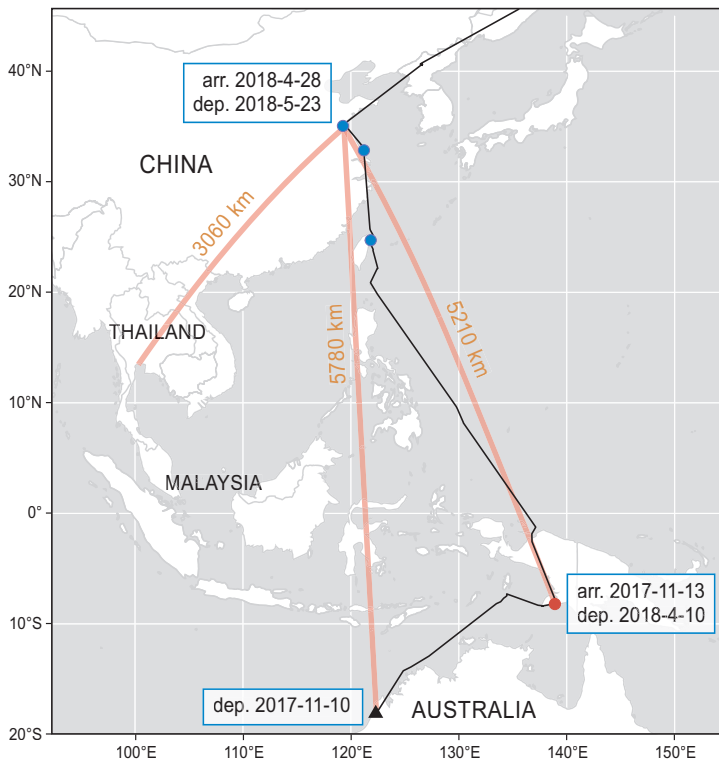 40°N
arr. 2018-4-28
dep. 2018-5-23
CHINA
30°N
3060 km
20°N
THAILAND
5780 km
5210 km
10°N
MALAYSIA
0°
arr. 2017-11-13
dep. 2018-4-10
10°S
dep. 2017-11-10
AUSTRALIA
20°S
100°E
110°E
120°E
130°E
140°E
150°E